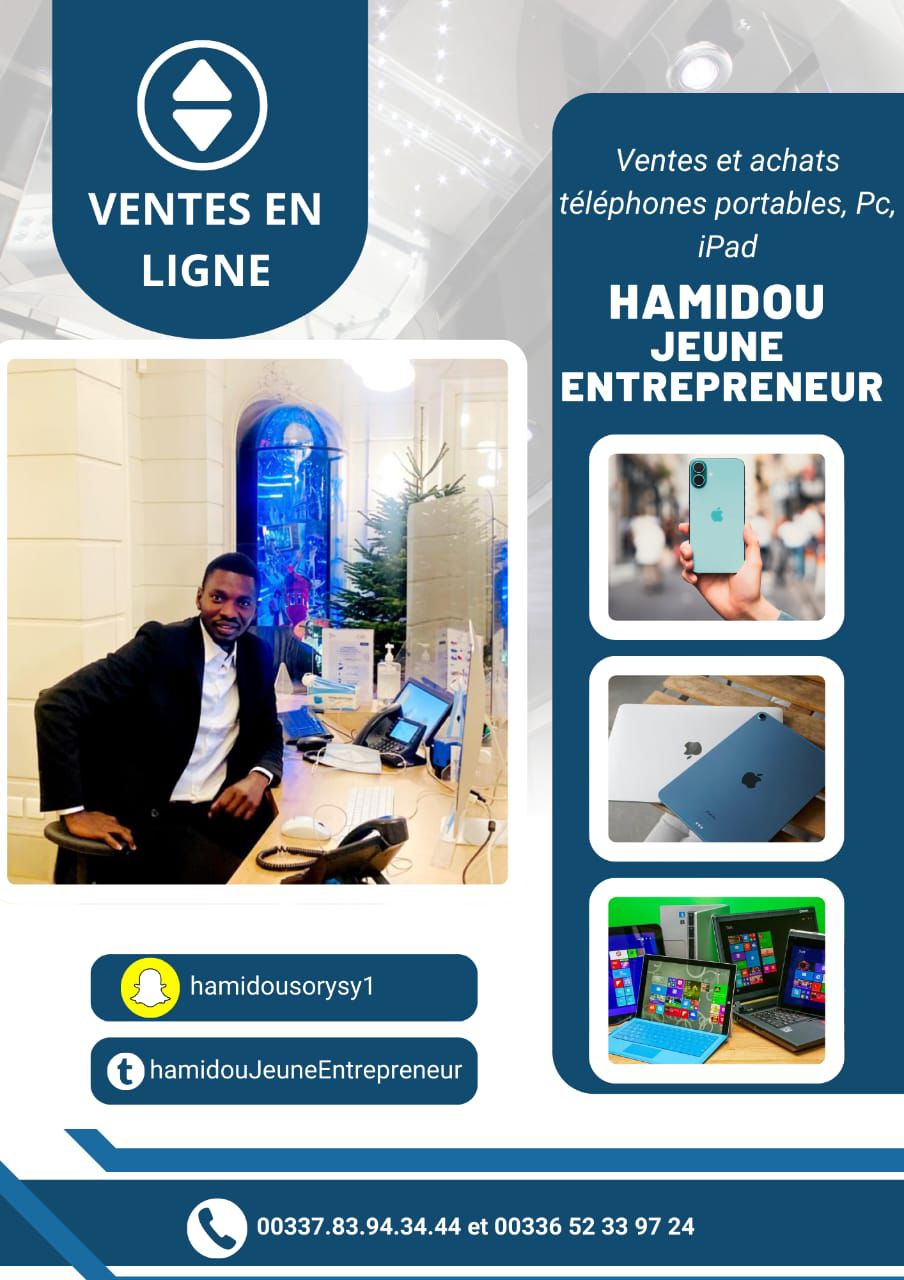 VENTES EN
LIGNE
Ventes et achats
téléphones portables, Pc,
iPad
HAMIDOU
JEUNE
ENTREPRENEUR
hamidousorysy1
t hamidouJeuneEntrepreneur
00337.83.94.34.44 et 00336 52 33 97 24